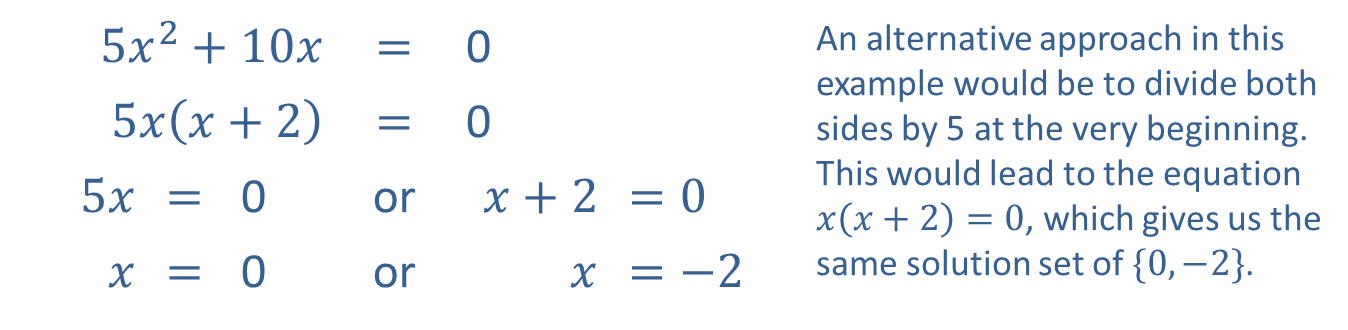 5x² + 10x = 0
5x(x + 2) = 0
5x = 0 or x + 2 = 0
x = 0 or x = −2
An alternative approach in this
example would be to divide both
sides by 5 at the very beginning.
This would lead to the equation
x(x + 2) = 0, which gives us the
same solution set of {0, −2}.